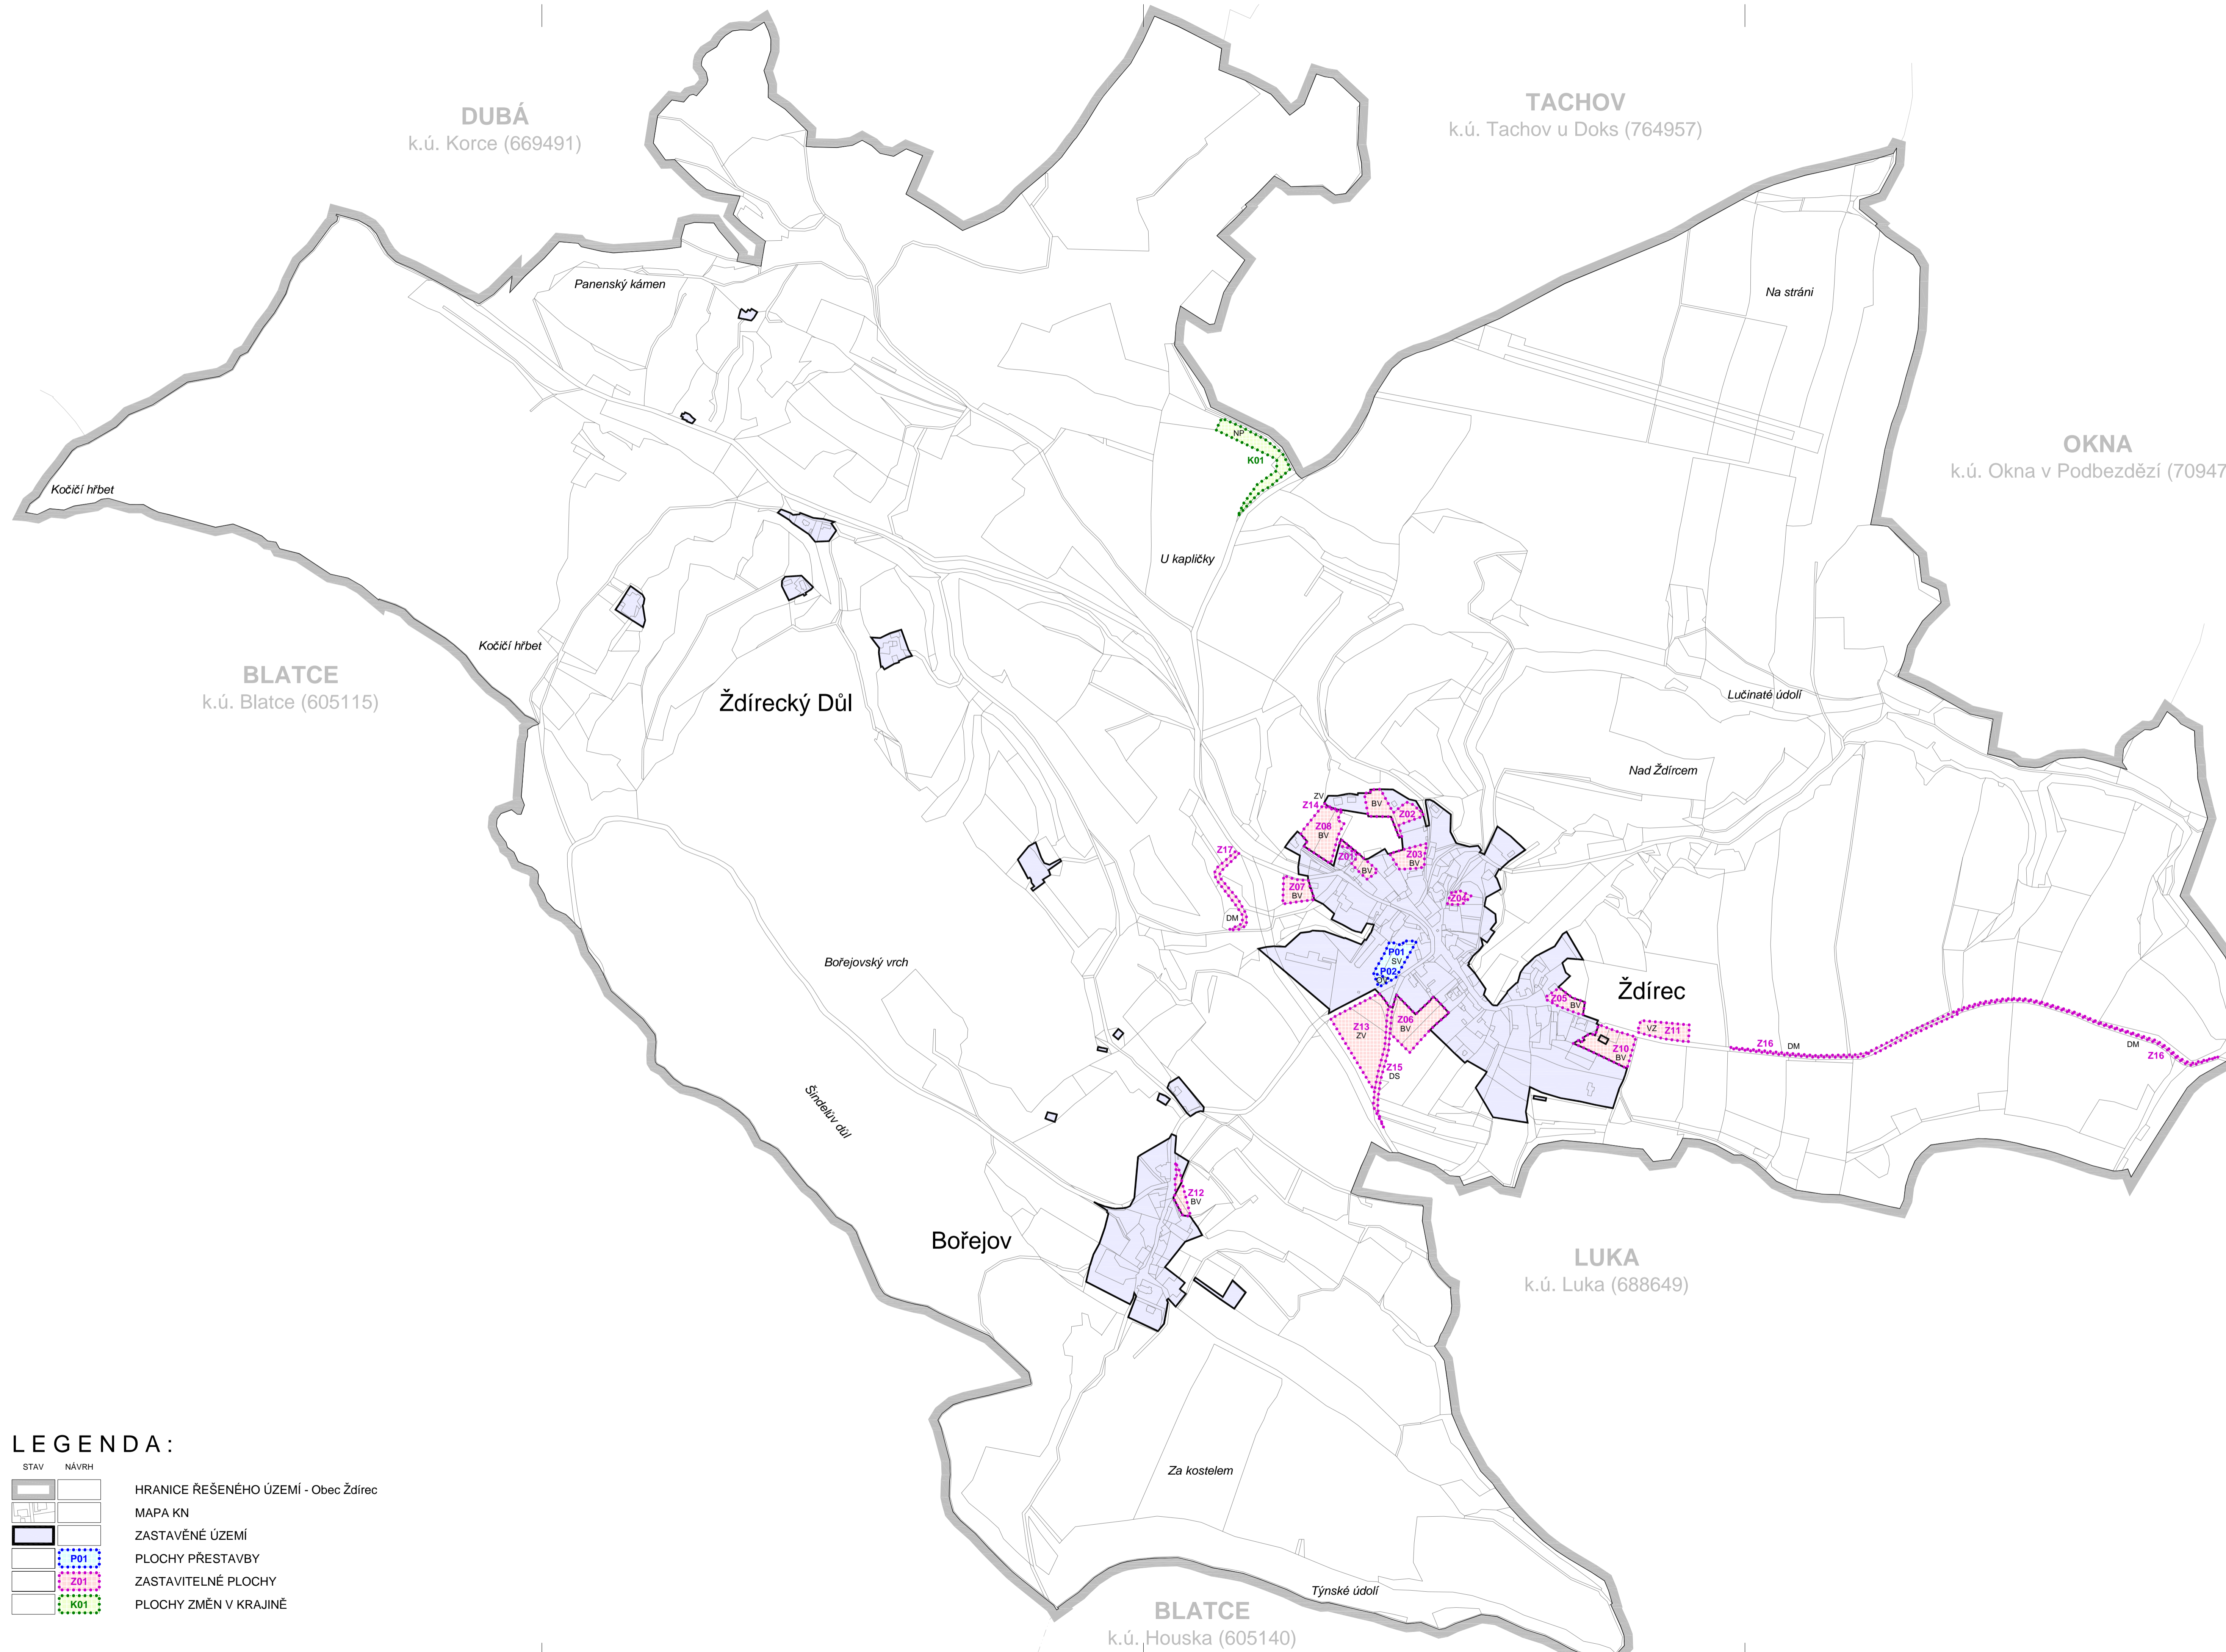 DUBÁ
k.ú. Korce (669491)
TACHOV
k.ú. Tachov u Doks (764957)
Panenský kámen
Na stráni
NP
K01
OKNA
k.ú. Okna v Podbezdězí (70947
Kočičí hřbet
U kapličky
Kočičí hřbet
BLATCE
k.ú. Blatce (605115)
Ždírecký Důl
Lučinaté údolí
Nad Ždírcem
ZV
Z14
BV
Z02
Z08
BV
Z17
Z01
BV
Z03
BV
Z07
BV
Z04
DM
P01
SV
P02
OV
Bořejovský vrch
Ždírec
Z05
BV
Z13
ZV
Z06
BV
VZ
Z11
Z10
BV
Z16
DM
DM
Z16
Z15
DS
Šindelův důl
Z12
BV
Bořejov
LUKA
k.ú. Luka (688649)
Za kostelem
Týnské údolí
BLATCE
k.ú. Houska (605140)
LEGENDA:
STAV NÁVRH
HRANICE ŘEŠENÉHO ÚZEMÍ - Obec Ždírec
MAPA KN
ZASTAVĚNÉ ÚZEMÍ
P01 PLOCHY PŘESTAVBY
Z01 ZASTAVITELNÉ PLOCHY
K01 PLOCHY ZMĚN V KRAJINĚ